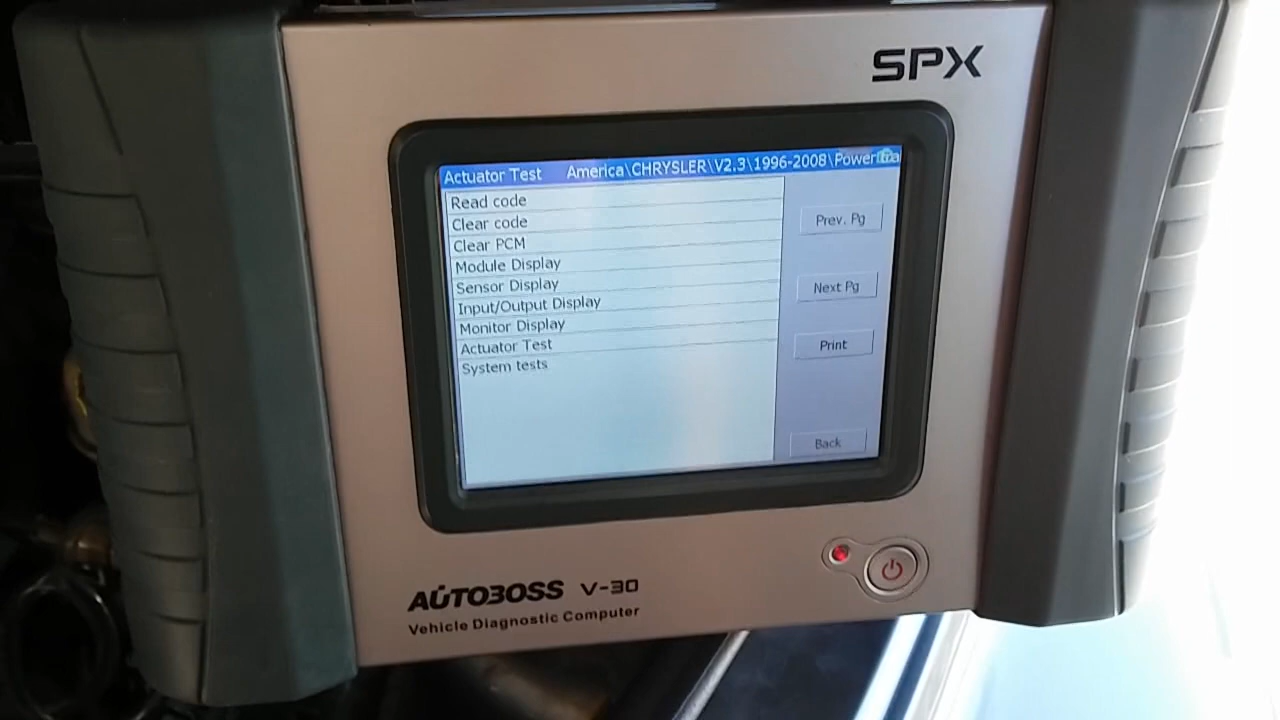 SPX
Actuator Test America\CHRYSLER\V2.3\1996-2008\Powertra
Read code
Clear code
Clear PCM
Module Display
Sensor Display
Input/Output Display
Monitor Display
Actuator Test
System tests
Prev. Pg
Next Pg
Print
Back
AUTOBOSS V-30
Vehicle Diagnostic Computer